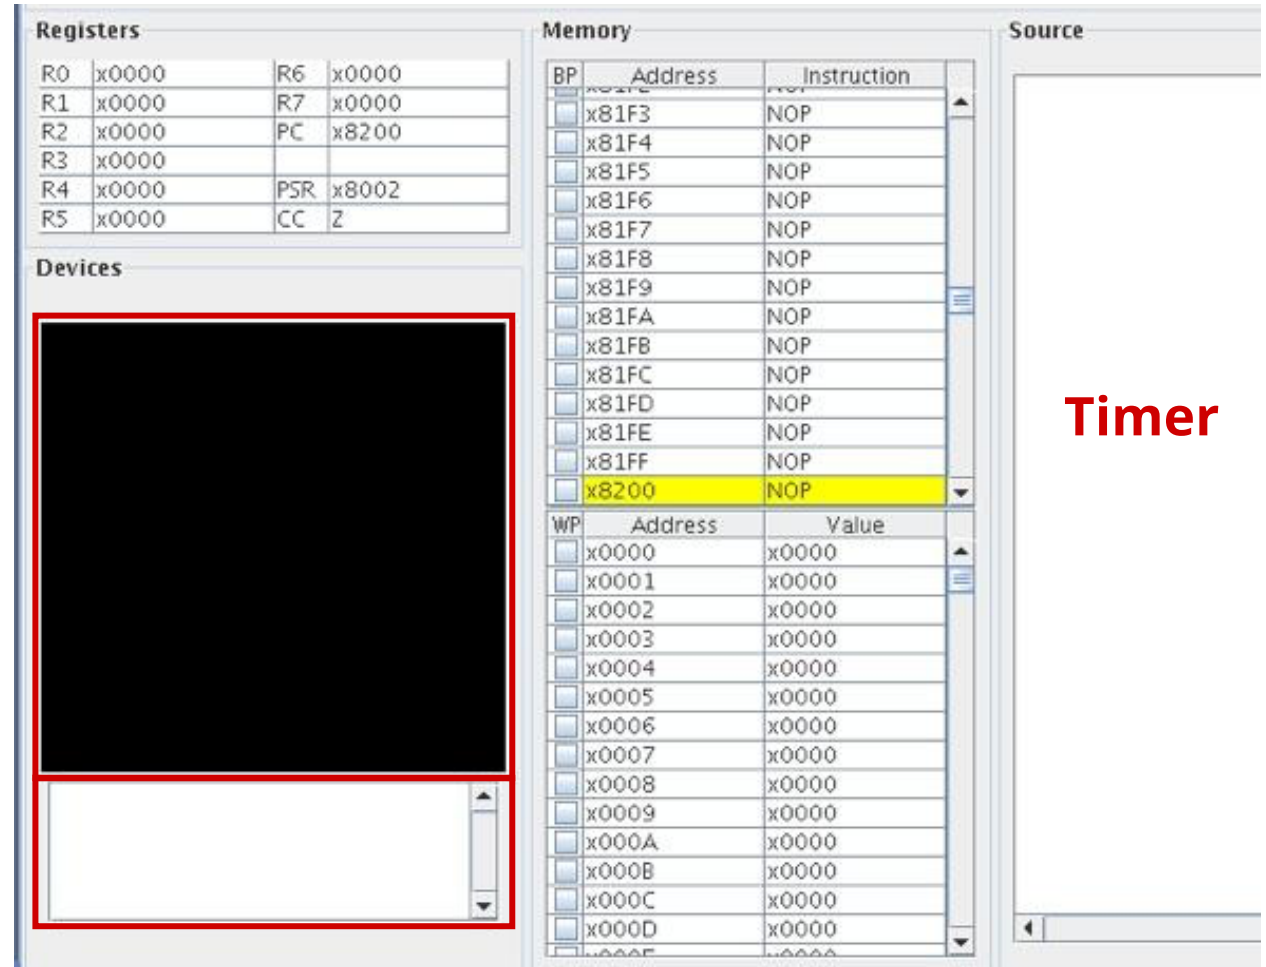 Registers
R0 x0000 R6 x0000
R1 x0000 R7 x0000
R2 x0000 PC x8200
R3 x0000
R4 x0000 PSR x8002
R5 x0000 CC Z
Devices
Memory
BP Address Instruction
x81F3 NOP
x81F4 NOP
x81F5 NOP
x81F6 NOP
x81F7 NOP
x81F8 NOP
x81F9 NOP
x81FA NOP
x81FB NOP
x81FC NOP
x81FD NOP
x81FE NOP
x81FF NOP
x8200 NOP
WP Address Value
x0000 x0000
x0001 x0000
x0002 x0000
x0003 x0000
x0004 x0000
x0005 x0000
x0006 x0000
x0007 x0000
x0008 x0000
x0009 x0000
x000A x0000
x000B x0000
x000C x0000
x000D x0000
Source
Timer